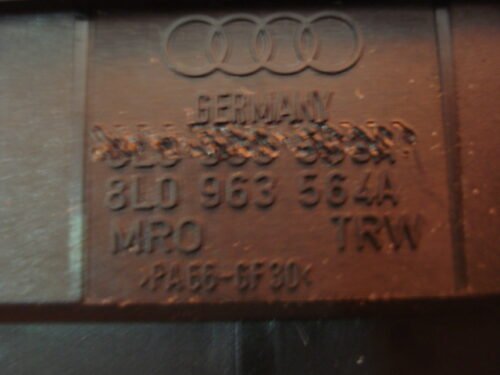 GERMANY
8L0 963 564A
MRO TRW
>PA66-GF30<